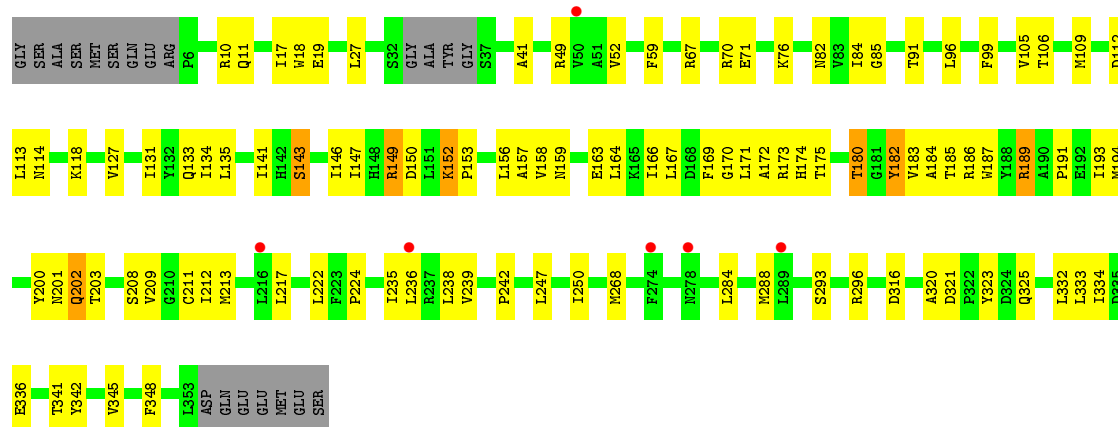 GLY SER ALA SER MET SER GLN GLU ARG P6 R10 Q11 I17 W18 E19 L27 S32 GLY ALA TYR GLY S37 A41 R49 V50 A51 V52 F59 R67 R70 E71 K76 N82 V83 I84 G85 T91 L96 F99 V105 T106 M109 D112
L113 N114 K118 V127 I131 Y132 Q133 I134 L135 I141 H142 S143 I146 I147 H148 R149 D150 L151 K152 P153 L156 A157 V158 N159 E163 L164 K165 I166 L167 D168 F169 G170 L171 A172 R173 H174 T175 T180 G181 Y182 V183 A184 T185 R186 W187 Y188 R189 A190 P191 E192 I193 M194
Y200 N201 Q202 T203 S208 V209 G210 C211 I212 M213 L216 L217 L222 F223 P224 I235 L236 R237 L238 V239 P242 L247 I250 M268 F274 N278 L284 M288 L289 S293 R296 D316 A320 D321 P322 Y323 D324 Q325 L332 L333 I334 D335
E336 T341 Y342 V345 F348 L353 ASP GLN GLU GLU MET GLU SER